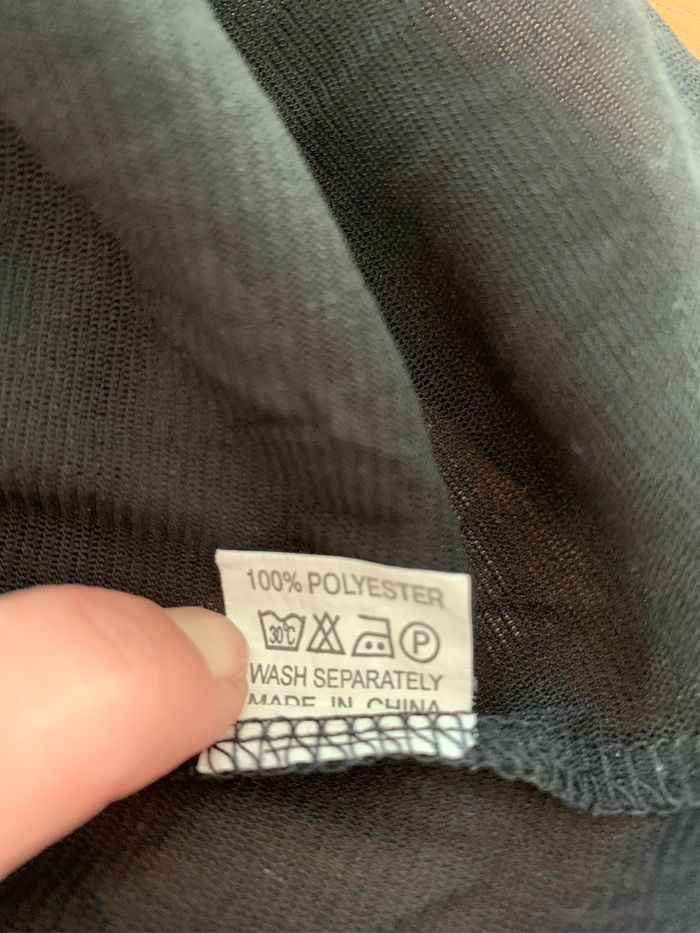 100% POLYESTER
30°C P
WASH SEPARATELY
MADE IN CHINA